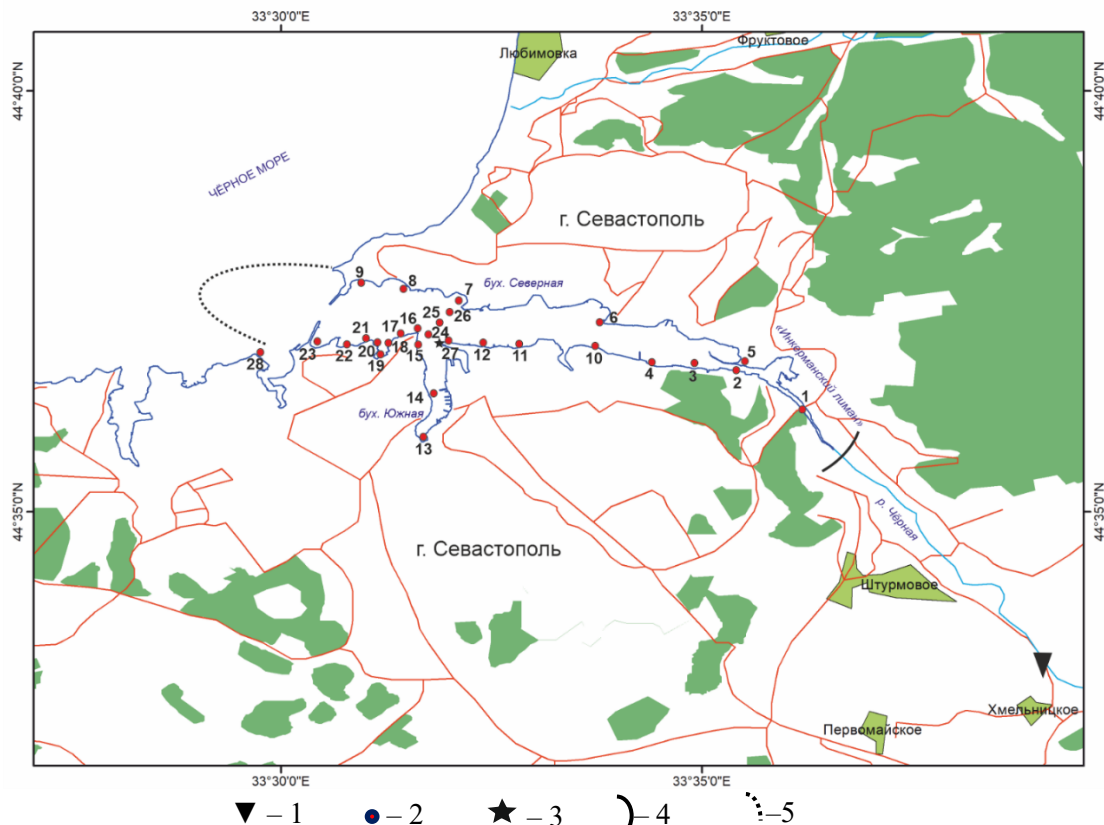 33°30'0"E
33°35'0"E
Любимовка
Фруктовое
44°40'0"N
44°40'0"N
ЧЁРНОЕ МОРЕ
г. Севастополь
бух. Северная
9
8
7
26
25
6
16
17
24
21
23
22
20
18
15
27
12
11
10
19
28
4
3
2
5
«Инкерманский лиман»
1
14
бух. Южная
13
44°35'0"N
44°35'0"N
р. Чёрная
г. Севастополь
Штурмовое
Хмельницкое
Первомайское
33°30'0"E
33°35'0"E
– 1
– 2
– 3
– 4
–5